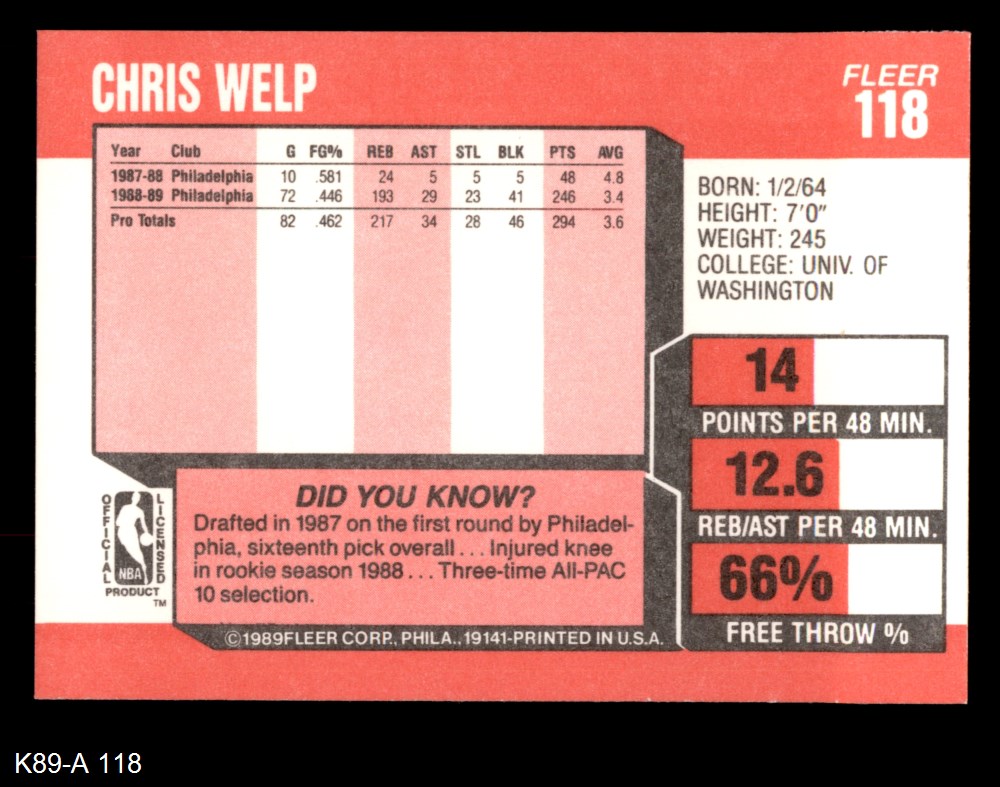 CHRIS WELP
FLEER
118
Year Club G FG% REB AST STL BLK PTS AVG
1987-88 Philadelphia 10 .581 24 5 5 5 48 4.8
1988-89 Philadelphia 72 .446 193 29 23 41 246 3.4
Pro Totals 82 .462 217 34 28 46 294 3.6
BORN: 1/2/64
HEIGHT: 7'0"
WEIGHT: 245
COLLEGE: UNIV. OF
WASHINGTON
14
POINTS PER 48 MIN.
12.6
REB/AST PER 48 MIN.
66%
FREE THROW %
OFFICIAL
LICENSED
NBA
PRODUCT
TM
DID YOU KNOW?
Drafted in 1987 on the first round by Philadel-
phia, sixteenth pick overall . . . Injured knee
in rookie season 1988 . . . Three-time All-PAC
10 selection.
©1989FLEER CORP., PHILA., 19141-PRINTED IN U.S.A.
K89-A 118